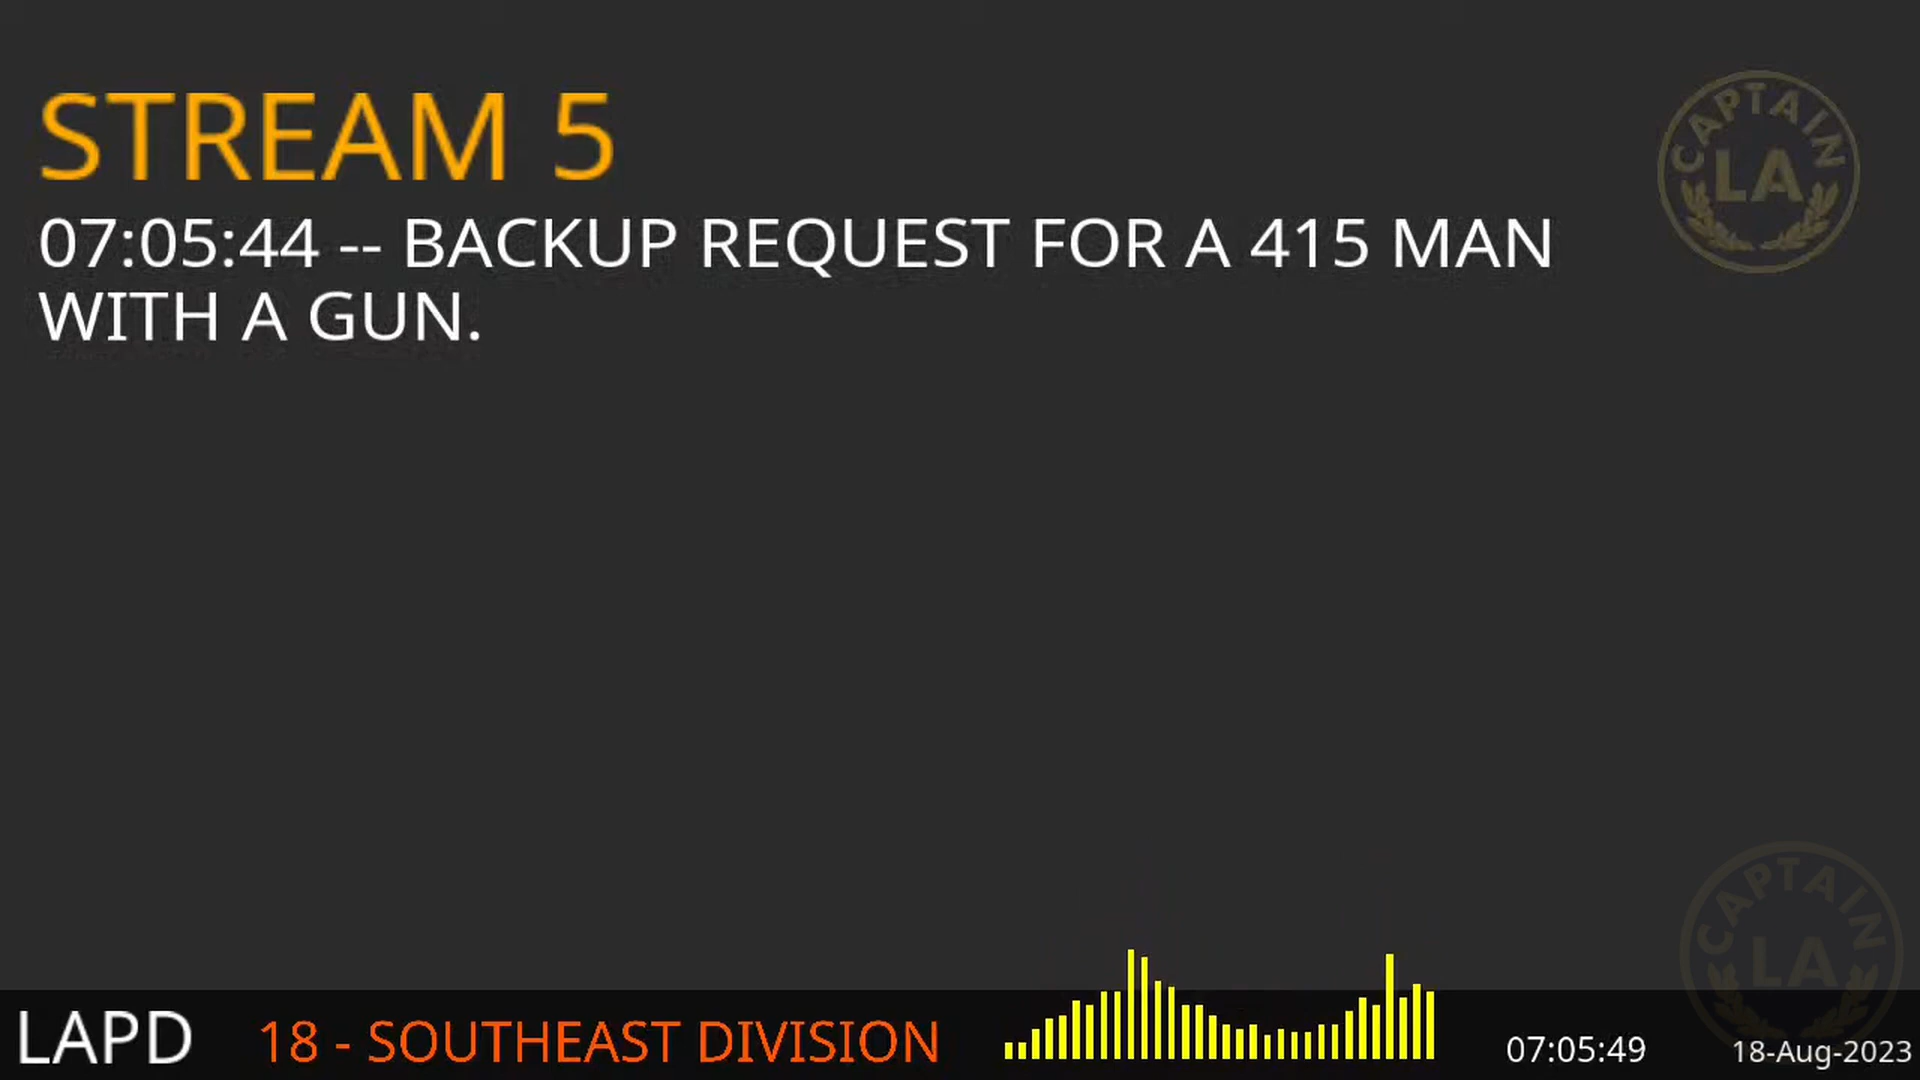 STREAM 5
CAPTAIN
LA
07:05:44 -- BACKUP REQUEST FOR A 415 MAN
WITH A GUN.
CAPTAIN
LA
LAPD 18 - SOUTHEAST DIVISION 07:05:49 18-Aug-2023